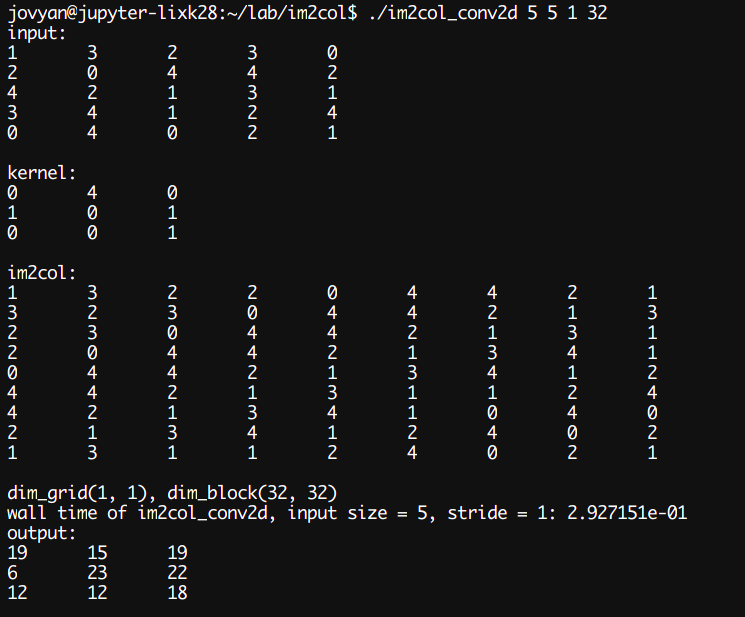 jovyan@jupyter-lixk28:~/lab/im2col$ ./im2col_conv2d 5 5 1 32
input:
1 3 2 3 0
2 0 4 4 2
4 2 1 3 1
3 4 1 2 4
0 4 0 2 1
kernel:
0 4 0
1 0 1
0 0 1
im2col:
1 3 2 2 0 4 4 2 1
3 2 3 0 4 4 2 1 3
2 3 0 4 4 2 1 3 1
2 0 4 4 2 1 3 4 1
0 4 4 2 1 3 4 1 2
4 4 2 1 3 1 1 2 4
4 2 1 3 4 1 0 4 0
2 1 3 4 1 2 4 0 2
1 3 1 1 2 4 0 2 1
dim_grid(1, 1), dim_block(32, 32)
wall time of im2col_conv2d, input size = 5, stride = 1: 2.927151e-01
output:
19 15 19
6 23 22
12 12 18